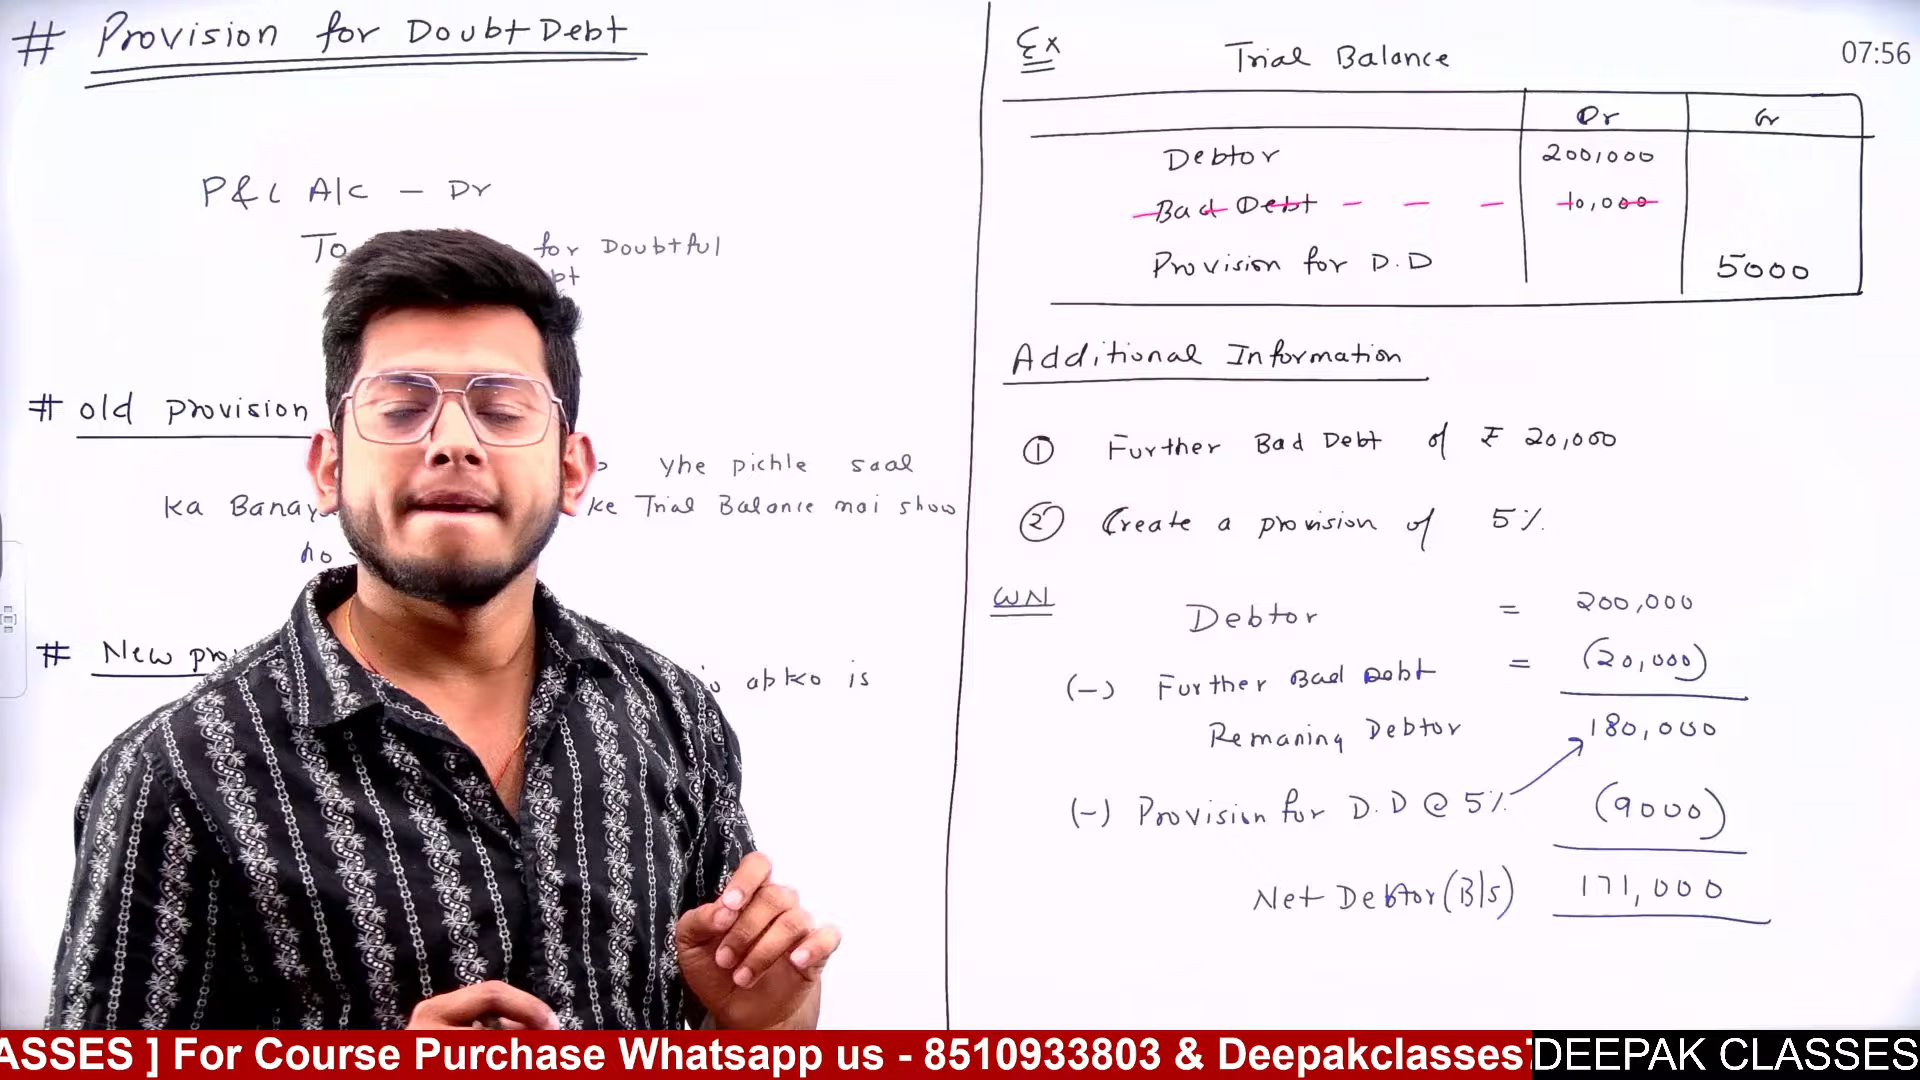 # Provision for Doubt Debt
P&L A/c — Dr
To for Doubtful
# old provision
yhe pichle saal
ka ke Trial Balance mai show
ho
# New
apko is
Ex Trial Balance 07:56
Dr Cr
Debtor 200,000
Bad Debt - - - 10,000
Provision for D.D 5000
Additional Information
① Further Bad Debt of ₹ 20,000
② Create a provision of 5%.
WN Debtor = 200,000
(-) Further Bad Debt = (20,000)
Remaning Debtor 180,000
(-) Provision for D.D @ 5% (9000)
Net Debtor (B/s) 171,000
ASSES ] For Course Purchase Whatsapp us - 8510933803 & Deepakclasses DEEPAK CLASSES